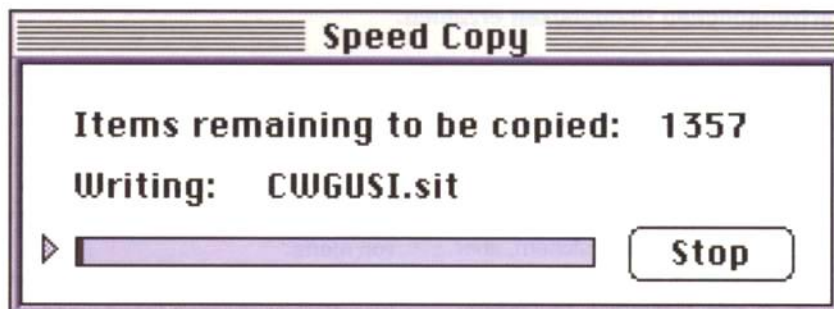 Speed Copy
Items remaining to be copied: 1357
Writing: CWGUSI.sit
Stop